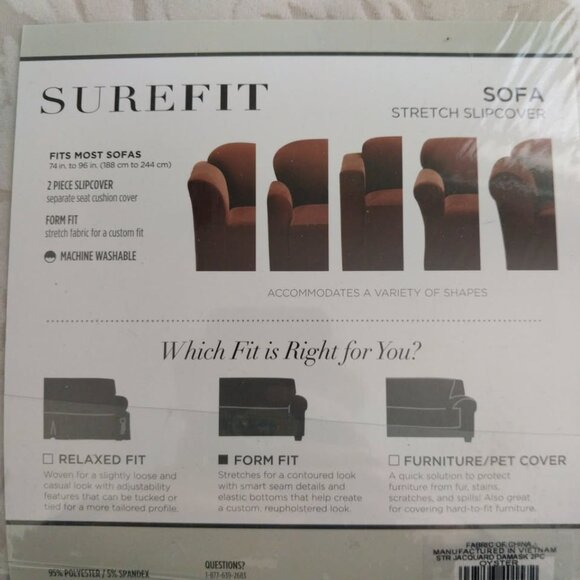 SUREFIT
SOFA
STRETCH SLIPCOVER
FITS MOST SOFAS
74 in. to 96 in. (188 cm to 244 cm)
2 PIECE SLIPCOVER
separate seat cushion cover
FORM FIT
stretch fabric for a custom fit
MACHINE WASHABLE
ACCOMMODATES A VARIETY OF SHAPES
Which Fit is Right for You?
RELAXED FIT
Woven for a slightly loose and
casual look with adjustability
features that can be tucked or
tied for a more tailored profile.
FORM FIT
Stretches for a contoured look
with smart seam details and
elastic bottoms that help create
a custom, reupholstered look.
FURNITURE/PET COVER
A quick solution to protect
furniture from fur, stains,
scratches, and spills! Also great
for covering hard-to-fit furniture.
95% POLYESTER / 5% SPANDEX
QUESTIONS?
1-877-639-2683
FABRIC OF CHINA,
MANUFACTURED IN VIETNAM
STR JACQUARD DAMASK 2PC
OYSTER